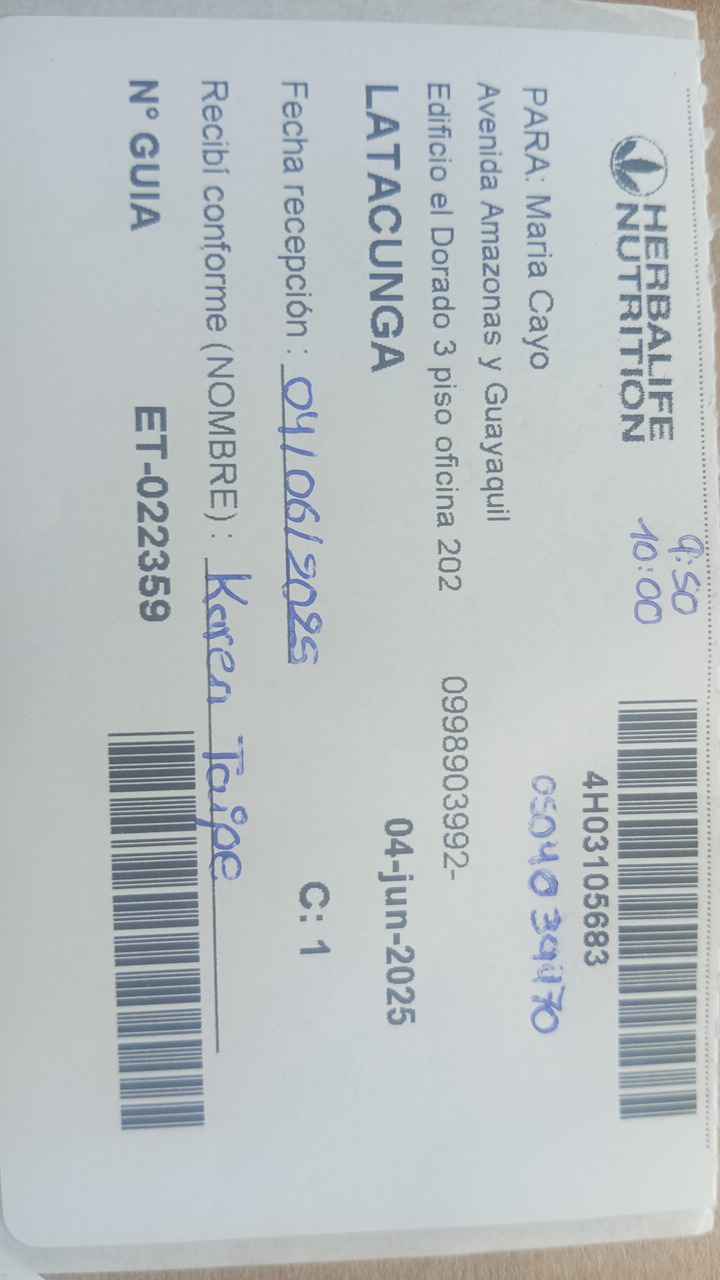 HERBALIFE
NUTRITION
9:50
10:00
4H03105683
PARA: Maria Cayo
Avenida Amazonas y Guayaquil
Edificio el Dorado 3 piso oficina 202 0998903992-
LATACUNGA 04-jun-2025
Fecha recepción : 04/06/2025 C: 1
Recibí conforme (NOMBRE) : Karen Taipe
N° GUIA ET-022359